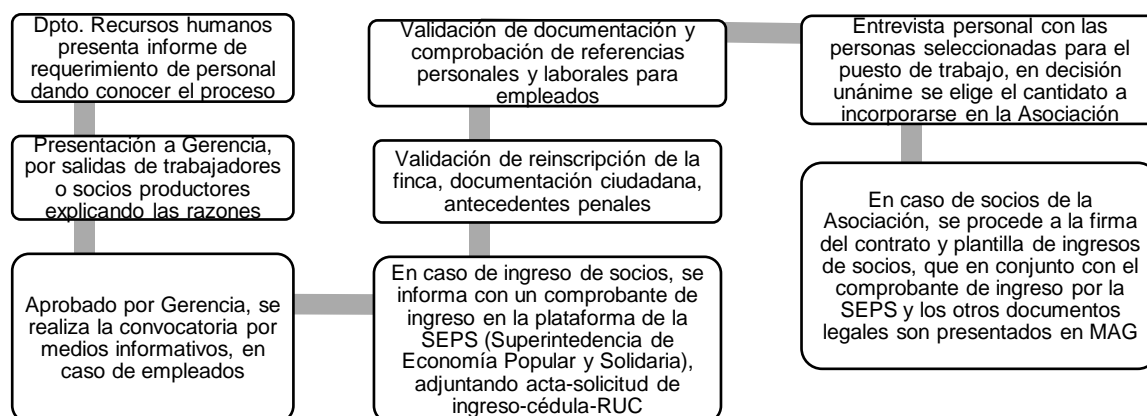 Dpto. Recursos humanos
presenta informe de
requerimiento de personal
dando conocer el proceso
Presentación a Gerencia,
por salidas de trabajadores
o socios productores
explicando las razones
Aprobado por Gerencia, se
realiza la convocatoria por
medios informativos, en
caso de empleados
En caso de ingreso de socios, se
informa con un comprobante de
ingreso en la plataforma de la
SEPS (Superintedencia de
Economía Popular y Solidaria),
adjuntando acta-solicitud de
ingreso-cédula-RUC
Validación de reinscripción de la
finca, documentación ciudadana,
antecedentes penales
Validación de documentación y
comprobación de referencias
personales y laborales para
empleados
Entrevista personal con las
personas seleccionadas para el
puesto de trabajo, en decisión
unánime se elige el cantidato a
incorporarse en la Asociación
En caso de socios de la
Asociación, se procede a la firma
del contrato y plantilla de ingresos
de socios, que en conjunto con el
comprobante de ingreso por la
SEPS y los otros documentos
legales son presentados en MAG